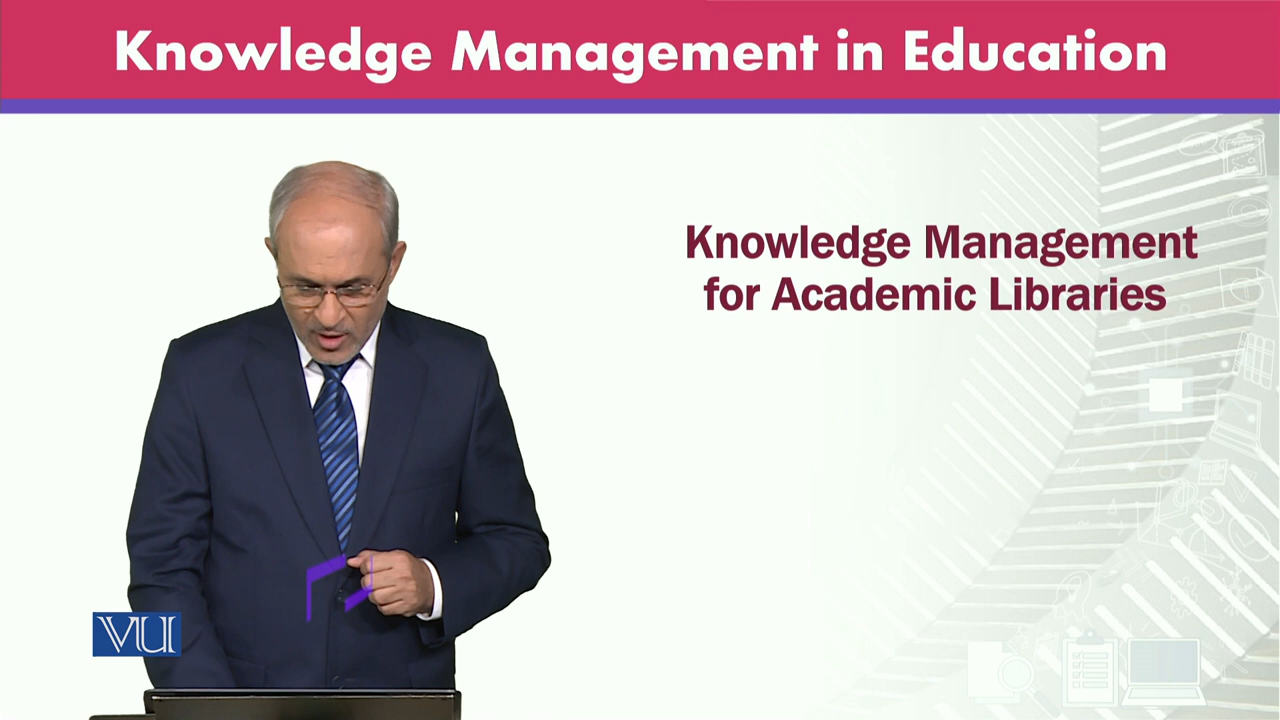 Knowledge Management in Education
Knowledge Management
for Academic Libraries
VU